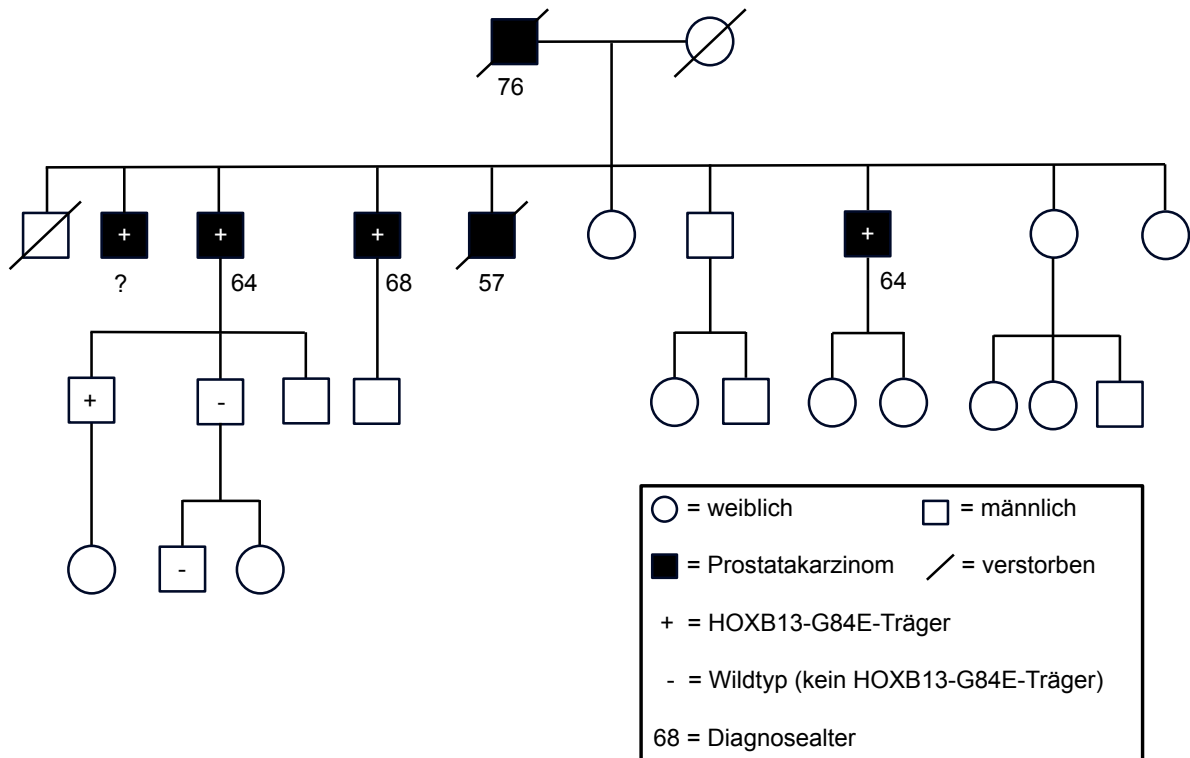 76
+ + + +
? 64 68 57 64
+ -
-
= weiblich = männlich
= Prostatakarzinom = verstorben
+ = HOXB13-G84E-Träger
- = Wildtyp (kein HOXB13-G84E-Träger)
68 = Diagnosealter